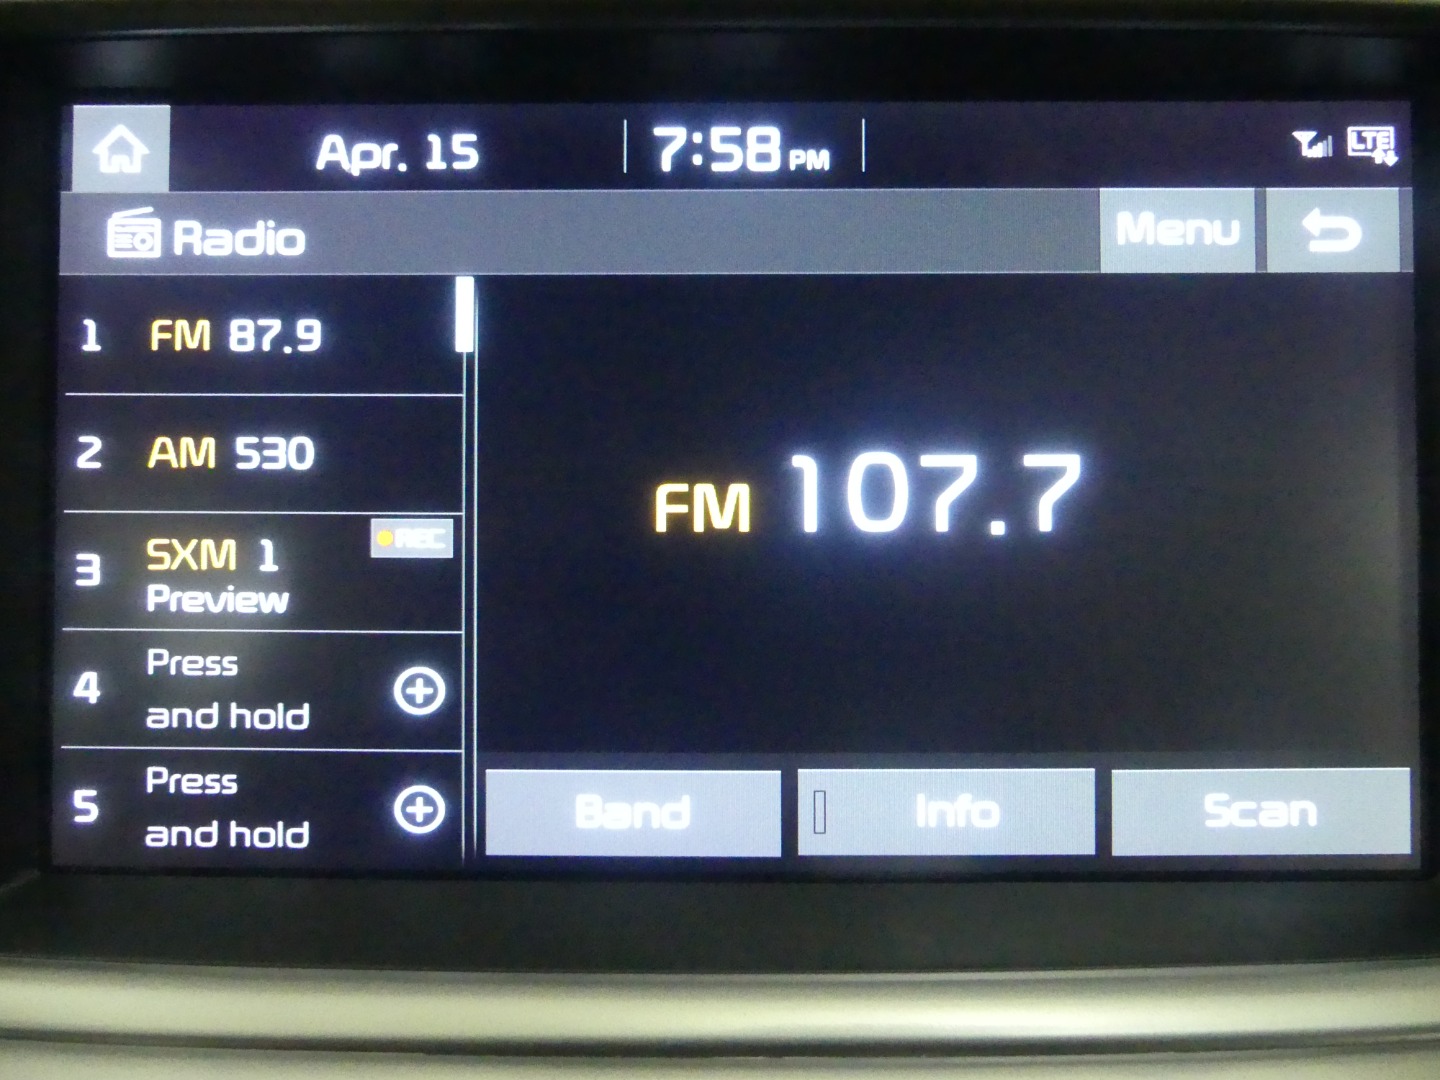 Apr. 15
7:58 PM
LTE
Radio
Menu
1 FM 87.9
2 AM 530
3 SXM 1
REC
Preview
FM 107.7
4 Press
and hold
5 Press
and hold
Band
Info
Scan